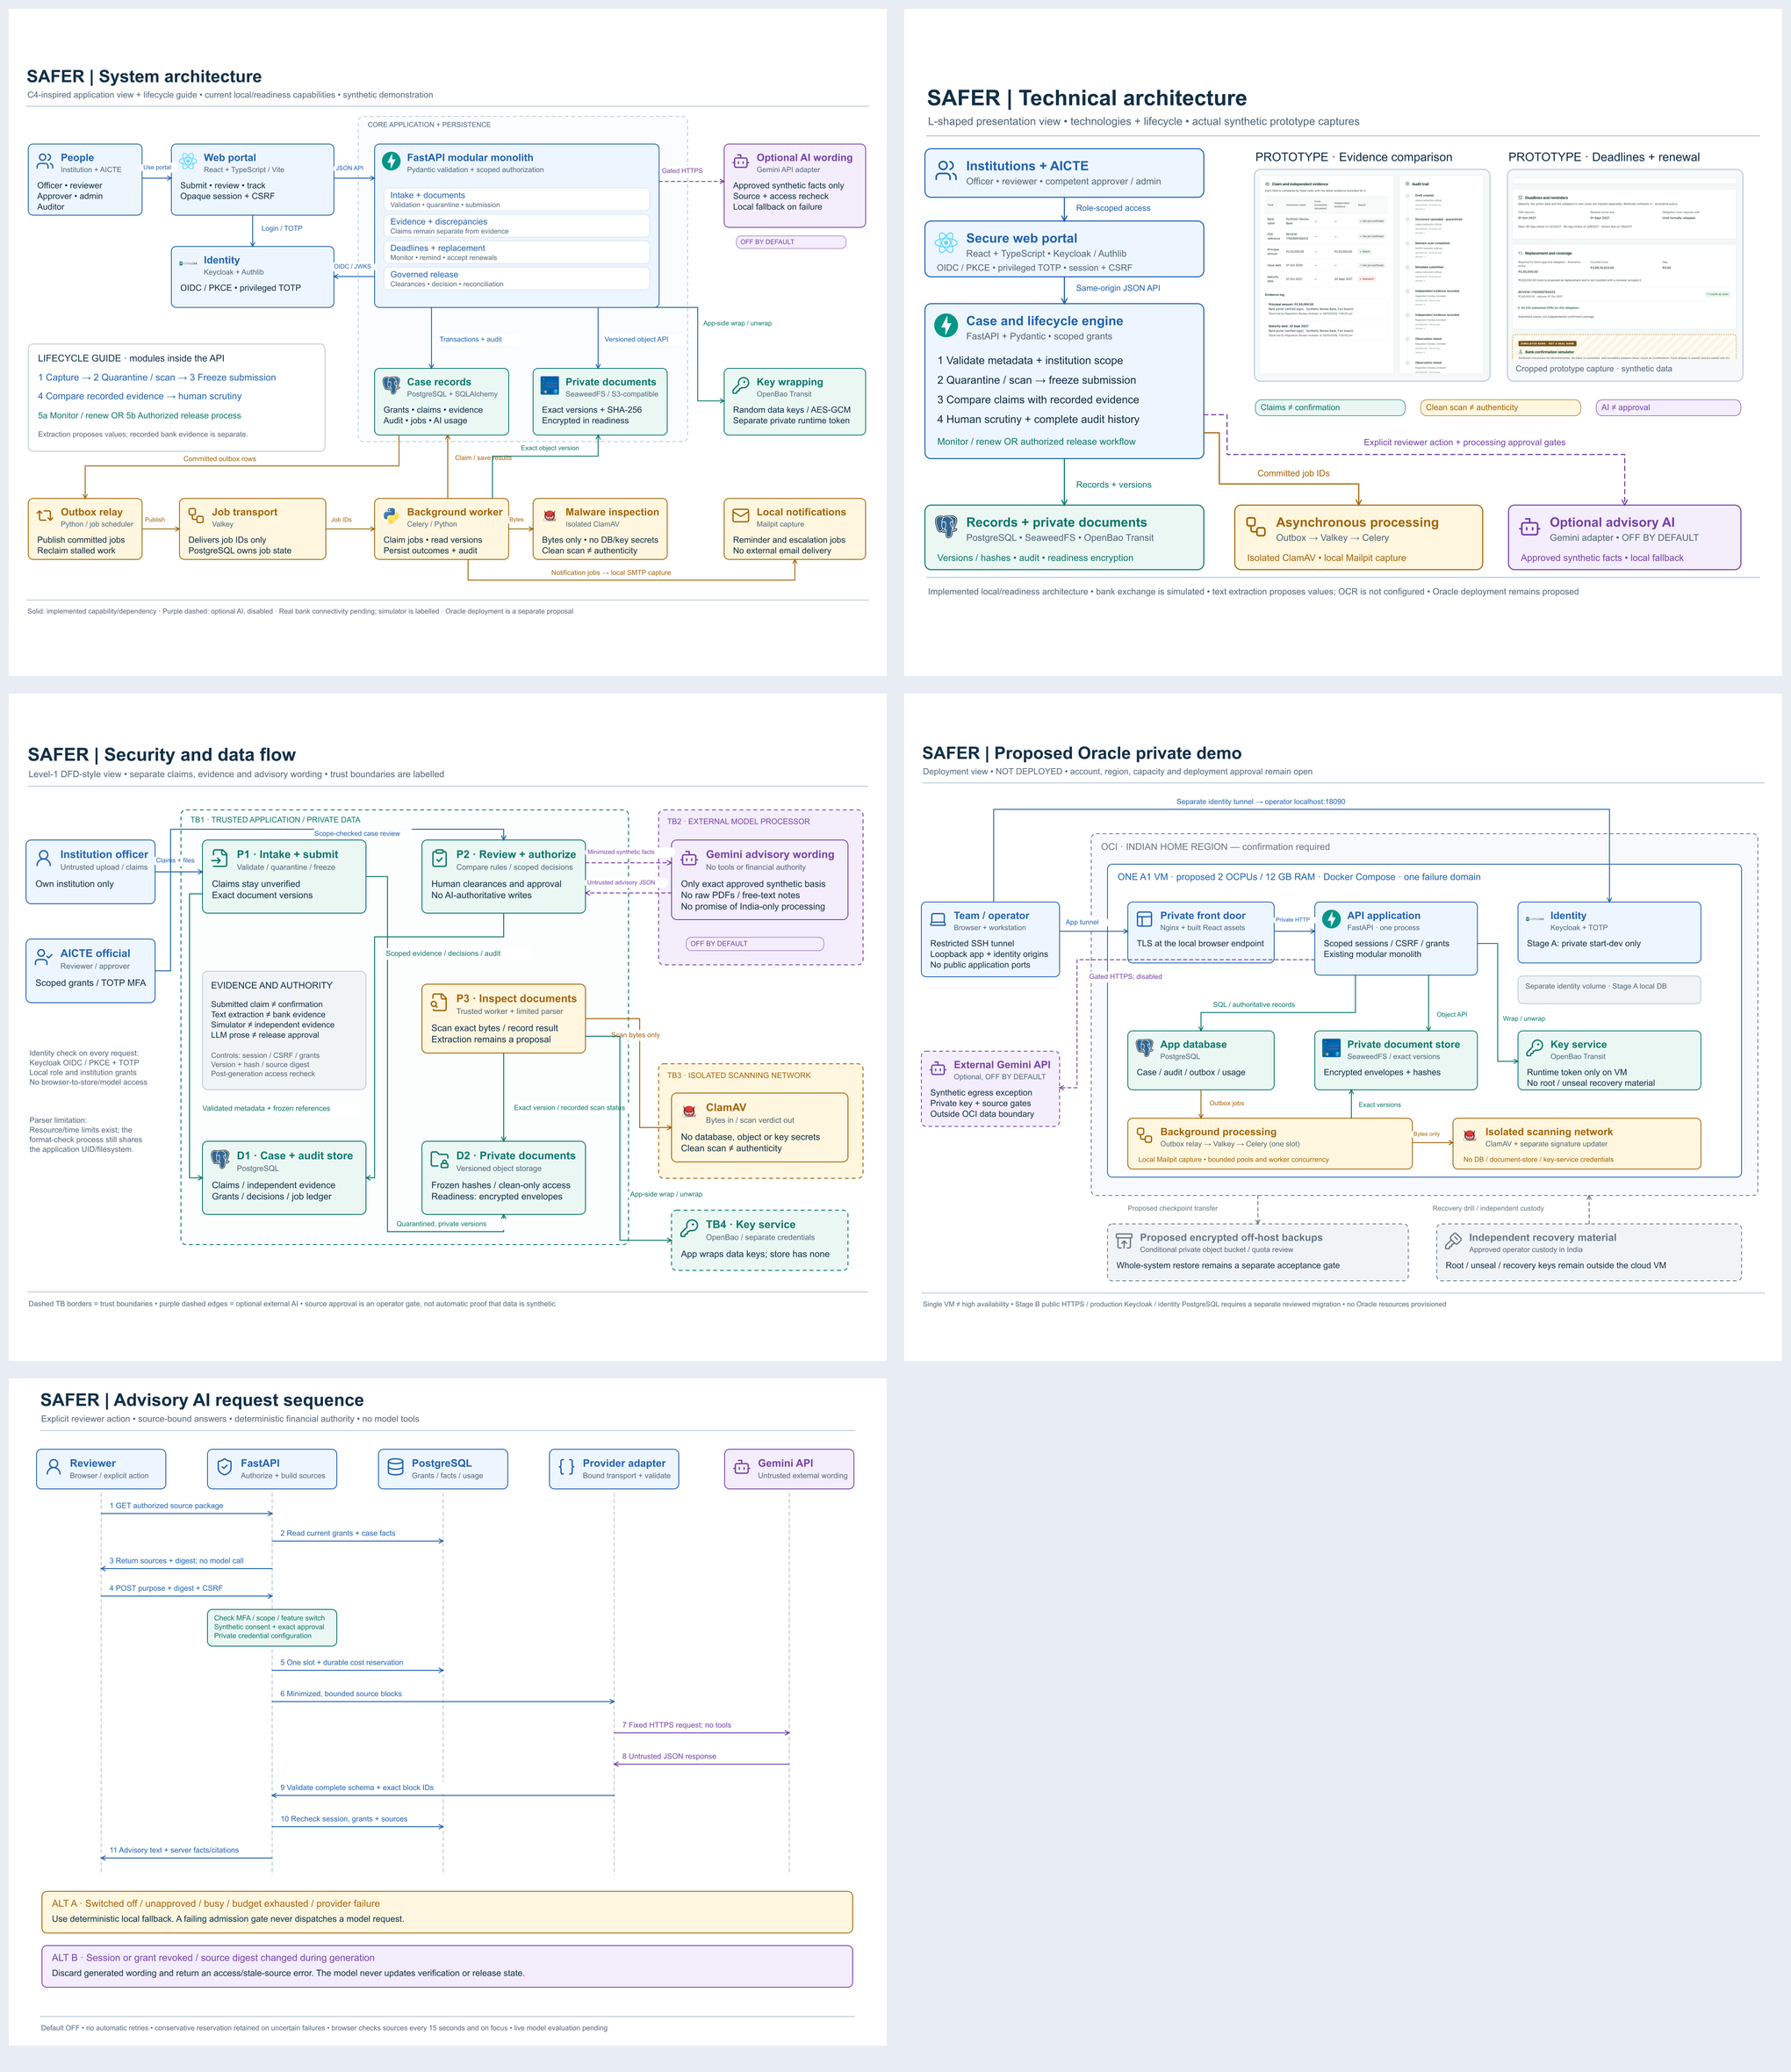 SAFER | System architecture
C4-inspired application view + lifecycle guide • current local/readiness capabilities • synthetic demonstration
CORE APPLICATION + PERSISTENCE
People
Institution + AICTE
Officer • reviewer
Approver • admin
Auditor
Use portal
Web portal
React + TypeScript / Vite
Submit • review • track
Opaque session + CSRF
JSON API
FastAPI modular monolith
Pydantic validation + scoped authorization
Intake + documents
Validation • quarantine • submission
Evidence + discrepancies
Claims remain separate from evidence
Deadlines + replacement
Monitor • remind • accept renewals
Governed release
Clearances • decision • reconciliation
Gated HTTPS
Optional AI wording
Gemini API adapter
Approved synthetic facts only
Source + access recheck
Local fallback on failure
OFF BY DEFAULT
Login / TOTP
Identity
Keycloak + Authlib
OIDC / PKCE • privileged TOTP
OIDC / JWKS
App-side wrap / unwrap
Transactions + audit
Versioned object API
LIFECYCLE GUIDE · modules inside the API
1 Capture → 2 Quarantine / scan → 3 Freeze submission
4 Compare recorded evidence → human scrutiny
5a Monitor / renew OR 5b Authorized release process
Extraction proposes values; recorded bank evidence is separate.
Case records
PostgreSQL + SQLAlchemy
Grants • claims • evidence
Audit • jobs • AI usage
Private documents
SeaweedFS / S3-compatible
Exact versions + SHA-256
Encrypted in readiness
Key wrapping
OpenBao Transit
Random data keys / AES-GCM
Separate private runtime token
Committed outbox rows
Claim / save results
Exact object version
Outbox relay
Python / job scheduler
Publish committed jobs
Reclaim stalled work
Publish
Job transport
Valkey
Delivers job IDs only
PostgreSQL owns job state
Job IDs
Background worker
Celery / Python
Claim jobs • read versions
Persist outcomes + audit
Bytes
Malware inspection
Isolated ClamAV
Bytes only • no DB/key secrets
Clean scan ≠ authenticity
Local notifications
Mailpit capture
Reminder and escalation jobs
No external email delivery
Notification jobs → local SMTP capture
Solid: implemented capability/dependency · Purple dashed: optional AI, disabled · Real bank connectivity pending; simulator is labelled · Oracle deployment is a separate proposal
SAFER | Technical architecture
L-shaped presentation view • technologies + lifecycle • actual synthetic prototype captures
Institutions + AICTE
Officer • reviewer • competent approver / admin
Role-scoped access
Secure web portal
React + TypeScript • Keycloak / Authlib
OIDC / PKCE • privileged TOTP • session + CSRF
Same-origin JSON API
Case and lifecycle engine
FastAPI + Pydantic • scoped grants
1 Validate metadata + institution scope
2 Quarantine / scan → freeze submission
3 Compare claims with recorded evidence
4 Human scrutiny + complete audit history
Monitor / renew OR authorized release workflow
PROTOTYPE · Evidence comparison
PROTOTYPE · Deadlines + renewal
Claim and independent evidence
Audit trail
Deadlines and reminders
Replacement and coverage
Bank confirmation simulator
Cropped prototype capture · synthetic data
Claims ≠ confirmation
Clean scan ≠ authenticity
AI ≠ approval
Explicit reviewer action + processing approval gates
Committed job IDs
Records + versions
Records + private documents
PostgreSQL • SeaweedFS • OpenBao Transit
Versions / hashes • audit • readiness encryption
Asynchronous processing
Outbox → Valkey → Celery
Isolated ClamAV • local Mailpit capture
Optional advisory AI
Gemini adapter • OFF BY DEFAULT
Approved synthetic facts • local fallback
Implemented local/readiness architecture • bank exchange is simulated • text extraction proposes values; OCR is not configured • Oracle deployment remains proposed
SAFER | Security and data flow
Level-1 DFD-style view • separate claims, evidence and advisory wording • trust boundaries are labelled
TB1 · TRUSTED APPLICATION / PRIVATE DATA
Scope-checked case review
TB2 · EXTERNAL MODEL PROCESSOR
Institution officer
Untrusted upload / claims
Own institution only
Claims + files
P1 · Intake + submit
Validate / quarantine / freeze
Claims stay unverified
Exact document versions
P2 · Review + authorize
Compare rules / scoped decisions
Human clearances and approval
No AI-authoritative writes
Minimized synthetic facts
Untrusted advisory JSON
Gemini advisory wording
No tools or financial authority
Only exact approved synthetic basis
No raw PDFs / free-text notes
No promise of India-only processing
OFF BY DEFAULT
AICTE official
Reviewer / approver
Scoped grants / TOTP MFA
Scoped evidence / decisions / audit
EVIDENCE AND AUTHORITY
Submitted claim ≠ confirmation
Text extraction ≠ bank evidence
Simulator ≠ independent evidence
LLM prose ≠ release approval
Controls: session / CSRF / grants
Version + hash / source digest
Post-generation access recheck
P3 · Inspect documents
Trusted worker + limited parser
Scan exact bytes / record result
Extraction remains a proposal
Scan bytes only
Identity check on every request:
Keycloak OIDC / PKCE + TOTP
Local role and institution grants
No browser-to-store/model access
TB3 · ISOLATED SCANNING NETWORK
ClamAV
Bytes in / scan verdict out
No database, object or key secrets
Clean scan ≠ authenticity
Validated metadata + frozen references
Exact version / recorded scan status
Parser limitation:
Resource/time limits exist; the
format-check process still shares
the application UID/filesystem.
D1 · Case + audit store
PostgreSQL
Claims / independent evidence
Grants / decisions / job ledger
D2 · Private documents
Versioned object storage
Frozen hashes / clean-only access
Readiness: encrypted envelopes
App-side wrap / unwrap
Quarantined, private versions
TB4 · Key service
OpenBao / separate credentials
App wraps data keys; store has none
Dashed TB borders = trust boundaries • purple dashed edges = optional external AI • source approval is an operator gate, not automatic proof that data is synthetic
SAFER | Proposed Oracle private demo
Deployment view • NOT DEPLOYED • account, region, capacity and deployment approval remain open
Separate identity tunnel → operator localhost:18090
OCI · INDIAN HOME REGION — confirmation required
ONE A1 VM · proposed 2 OCPUs / 12 GB RAM · Docker Compose · one failure domain
Team / operator
Browser + workstation
Restricted SSH tunnel
Loopback app + identity origins
No public application ports
App tunnel
Private front door
Nginx + built React assets
TLS at the local browser endpoint
Private HTTP
API application
FastAPI · one process
Scoped sessions / CSRF / grants
Existing modular monolith
Identity
Keycloak + TOTP
Stage A: private start-dev only
Separate identity volume · Stage A local DB
Gated HTTPS; disabled
SQL / authoritative records
Object API
Wrap / unwrap
External Gemini API
Optional, OFF BY DEFAULT
Synthetic egress exception
Private key + source gates
Outside OCI data boundary
App database
PostgreSQL
Case / audit / outbox / usage
Private document store
SeaweedFS / exact versions
Encrypted envelopes + hashes
Key service
OpenBao Transit
Runtime token only on VM
No root / unseal recovery material
Outbox jobs
Exact versions
Background processing
Outbox relay → Valkey → Celery (one slot)
Local Mailpit capture • bounded pools and worker concurrency
Bytes only
Isolated scanning network
ClamAV + separate signature updater
No DB / document-store / key-service credentials
Proposed checkpoint transfer
Recovery drill / independent custody
Proposed encrypted off-host backups
Conditional private object bucket / quota review
Whole-system restore remains a separate acceptance gate
Independent recovery material
Approved operator custody in India
Root / unseal / recovery keys remain outside the cloud VM
Single VM ≠ high availability • Stage B public HTTPS / production Keycloak / identity PostgreSQL requires a separate reviewed migration • no Oracle resources provisioned
SAFER | Advisory AI request sequence
Explicit reviewer action • source-bound answers • deterministic financial authority • no model tools
Reviewer
Browser / explicit action
FastAPI
Authorize + build sources
PostgreSQL
Grants / facts / usage
Provider adapter
Bound transport + validate
Gemini API
Untrusted external wording
1 GET authorized source package
2 Read current grants + case facts
3 Return sources + digest; no model call
4 POST purpose + digest + CSRF
Check MFA / scope / feature switch
Synthetic consent + exact approval
Private credential configuration
5 One slot + durable cost reservation
6 Minimized, bounded source blocks
7 Fixed HTTPS request; no tools
8 Untrusted JSON response
9 Validate complete schema + exact block IDs
10 Recheck session, grants + sources
11 Advisory text + server facts/citations
ALT A · Switched off / unapproved / busy / budget exhausted / provider failure
Use deterministic local fallback. A failing admission gate never dispatches a model request.
ALT B · Session or grant revoked / source digest changed during generation
Discard generated wording and return an access/stale-source error. The model never updates verification or release state.
Default OFF • no automatic retries • conservative reservation retained on uncertain failures • browser checks sources every 15 seconds and on focus • live model evaluation pending